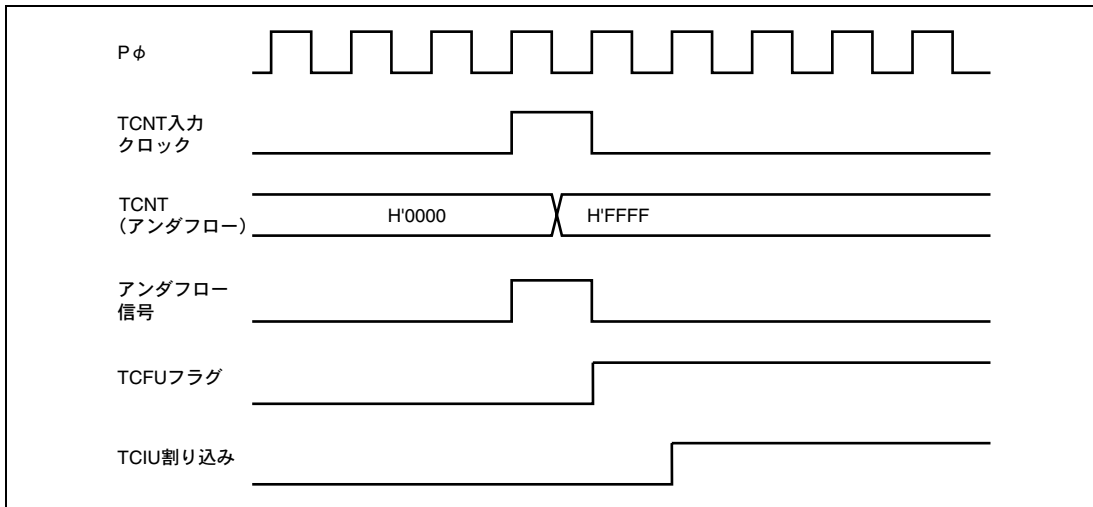 Pφ
TCNT入力
クロック
TCNT
（アンダフロー）
H'0000
H'FFFF
アンダフロー
信号
TCFUフラグ
TCIU割り込み